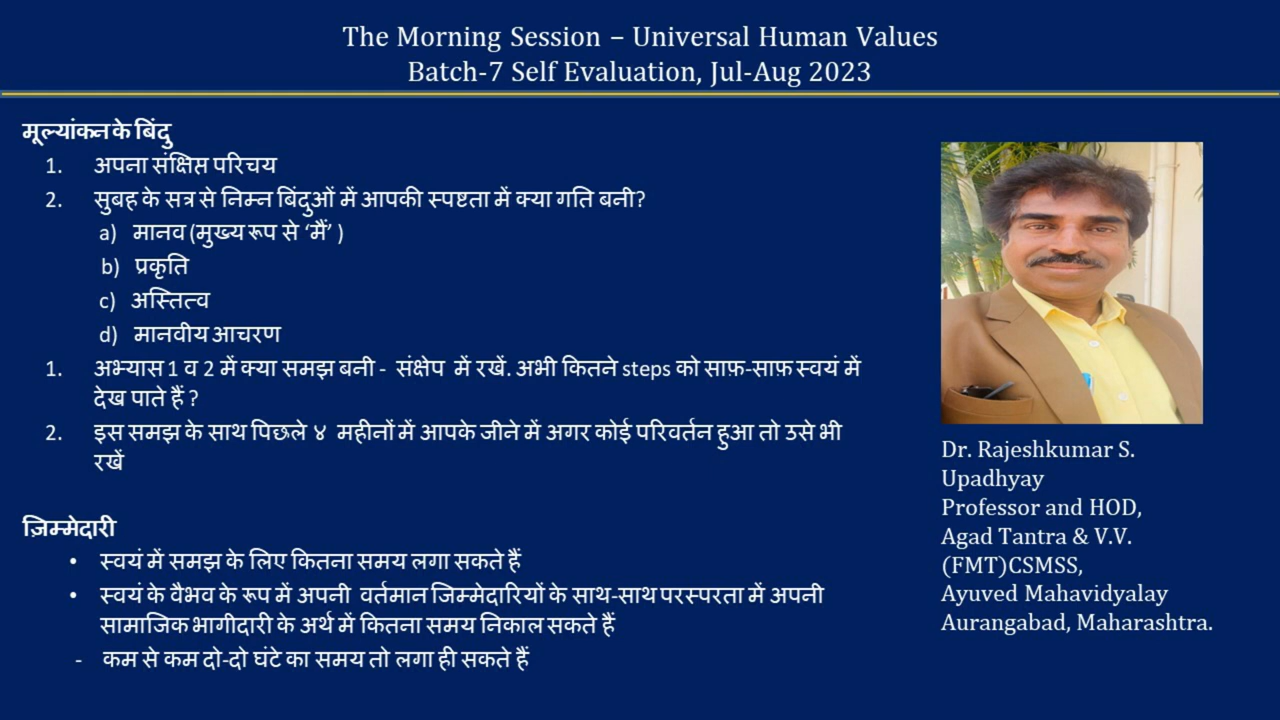 The Morning Session – Universal Human Values
Batch-7 Self Evaluation, Jul-Aug 2023
मूल्यांकन के बिंदु
1. अपना संक्षिप्त परिचय
2. सुबह के सत्र से निम्न बिंदुओं में आपकी स्पष्टता में क्या गति बनी?
a) मानव (मुख्य रूप से ‘मैं’ )
b) प्रकृति
c) अस्तित्व
d) मानवीय आचरण
1. अभ्यास 1 व 2 में क्या समझ बनी - संक्षेप में रखें. अभी कितने steps को साफ़-साफ़ स्वयं में
देख पाते हैं ?
2. इस समझ के साथ पिछले ४ महीनों में आपके जीने में अगर कोई परिवर्तन हुआ तो उसे भी
रखें
ज़िम्मेदारी
• स्वयं में समझ के लिए कितना समय लगा सकते हैं
• स्वयं के वैभव के रूप में अपनी वर्तमान जिम्मेदारियों के साथ-साथ परस्परता में अपनी
सामाजिक भागीदारी के अर्थ में कितना समय निकाल सकते हैं
- कम से कम दो-दो घंटे का समय तो लगा ही सकते हैं
Dr. Rajeshkumar S.
Upadhyay
Professor and HOD,
Agad Tantra & V.V.
(FMT)CSMSS,
Ayuved Mahavidyalay
Aurangabad, Maharashtra.